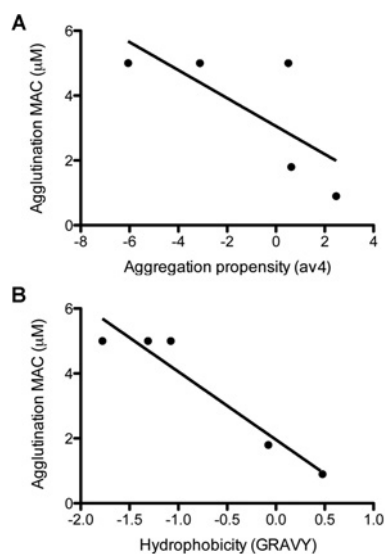 A
Agglutination MAC (µM)
6
4
2
0
-8 -6 -4 -2 0 2 4
Aggregation propensity (av4)
B
Agglutination MAC (µM)
6
4
2
0
-2.0 -1.5 -1.0 -0.5 0.0 0.5 1.0
Hydrophobicity (GRAVY)